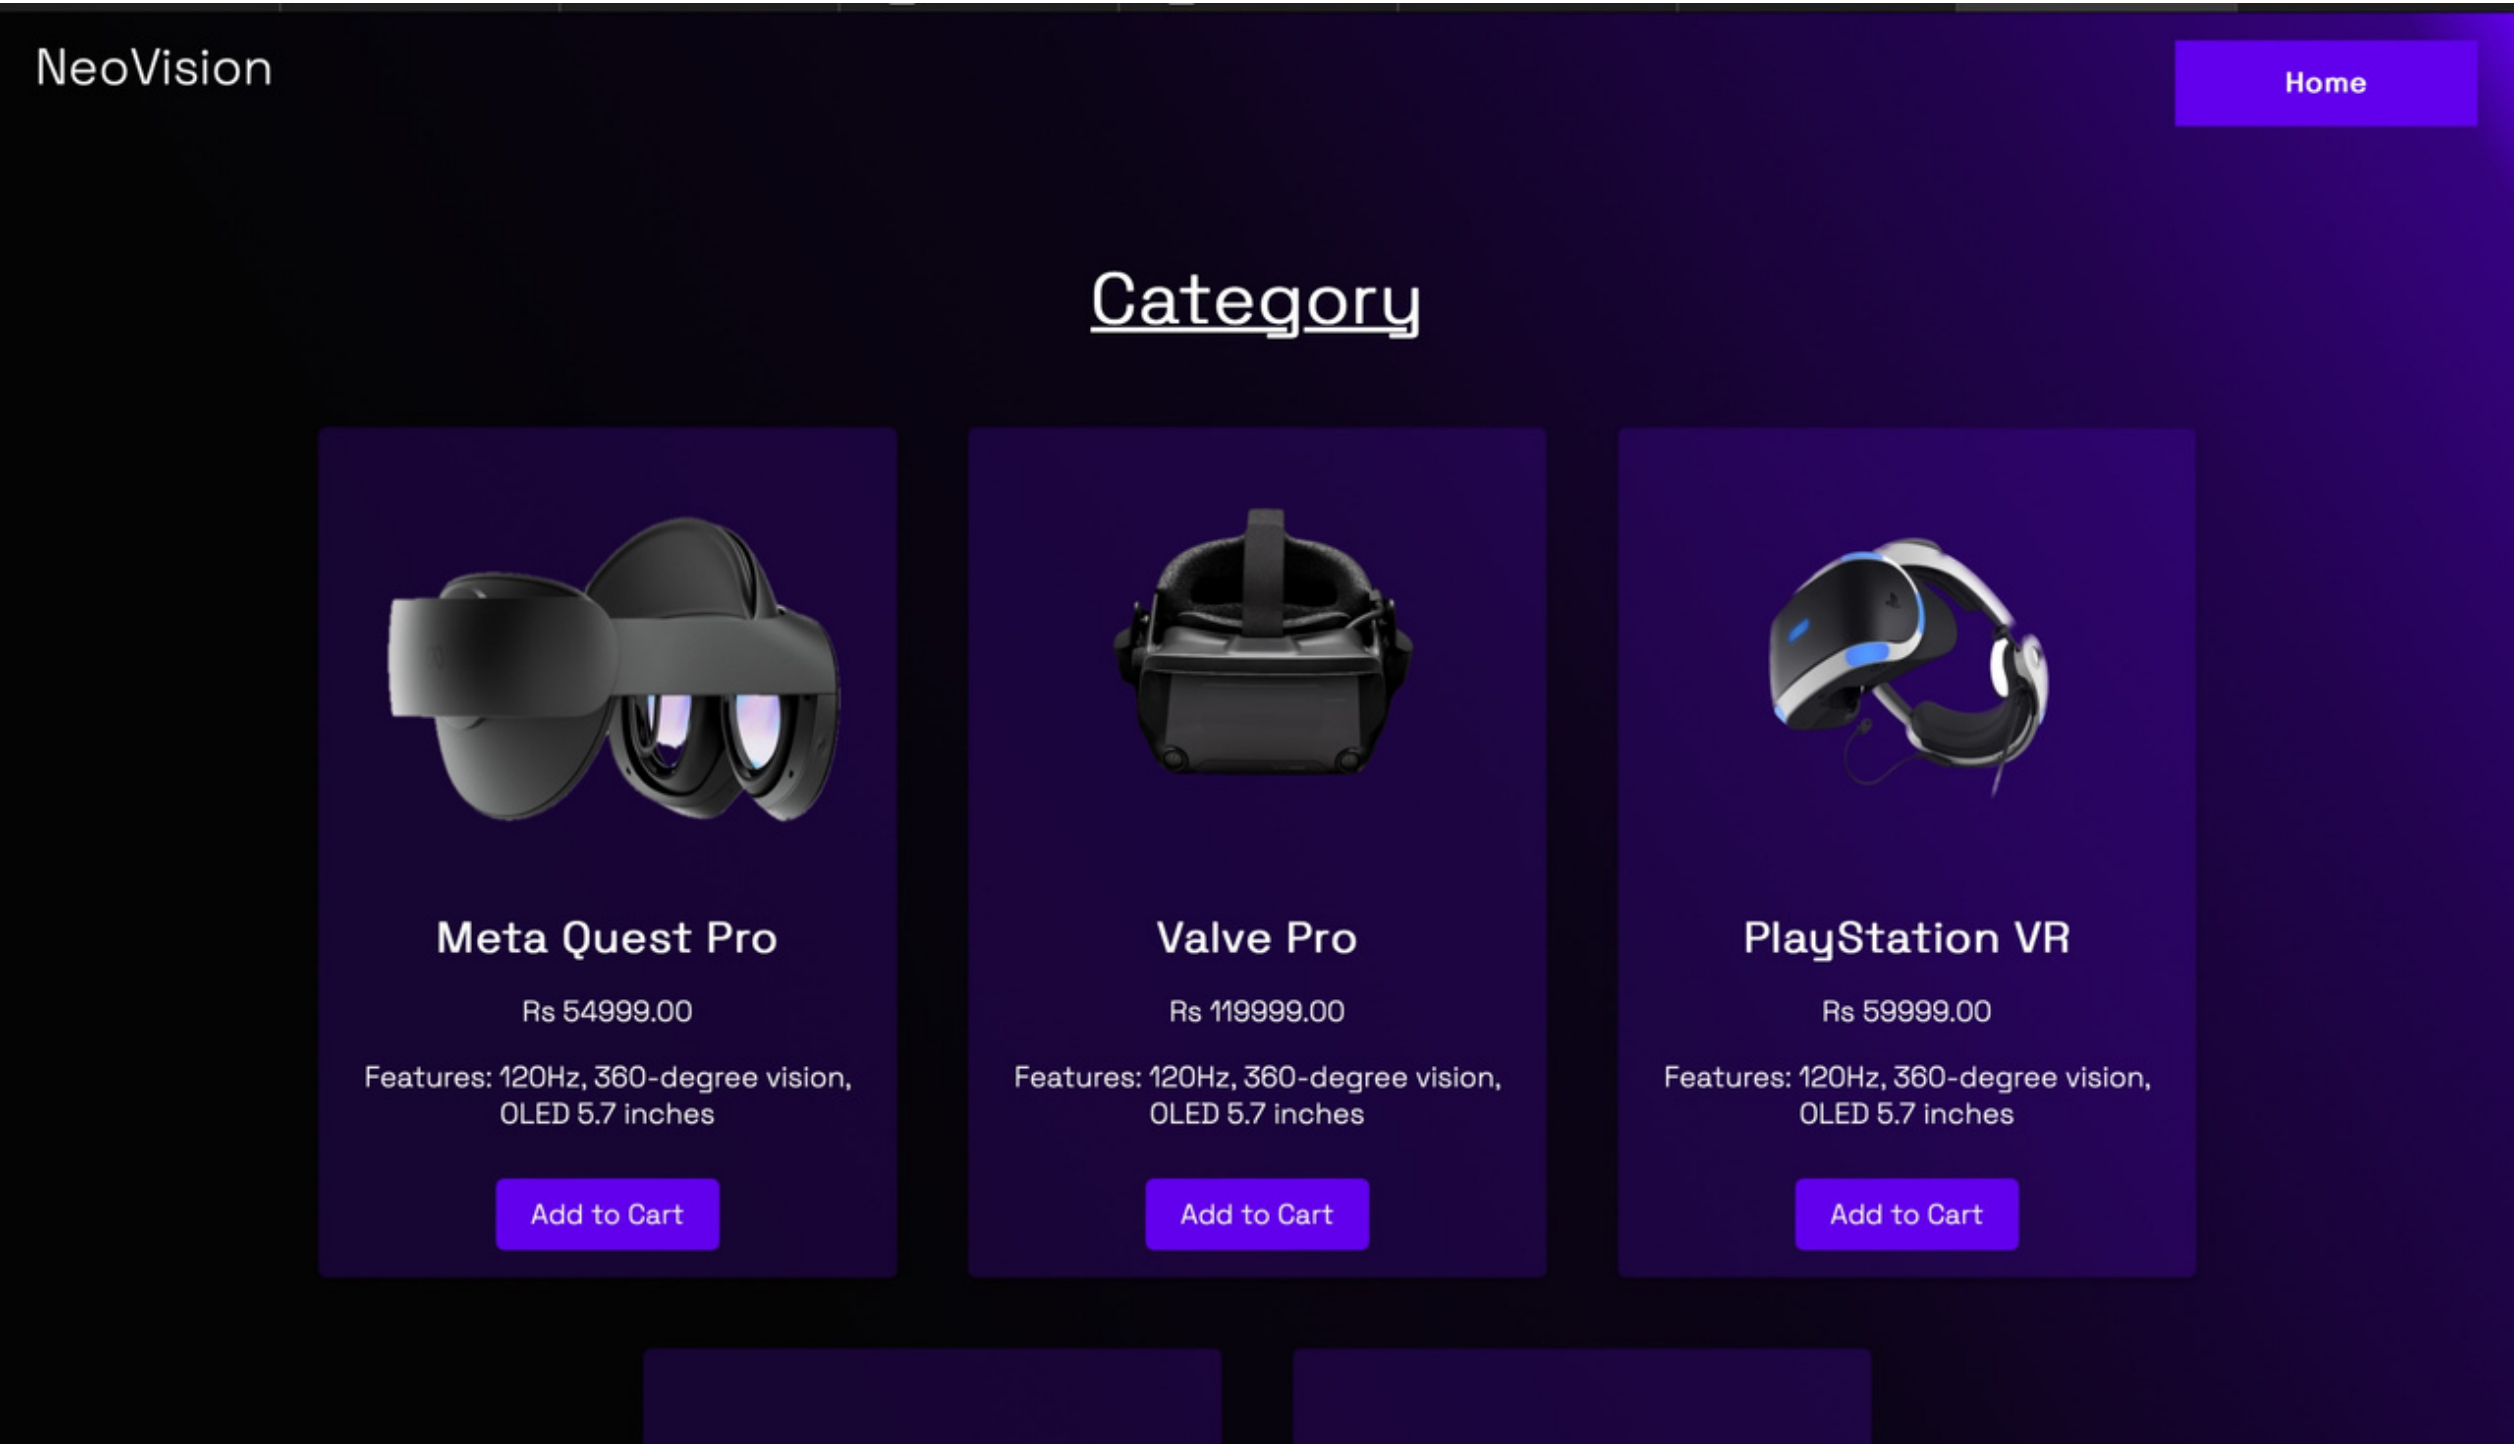 NeoVision
Home
Category
Meta Quest Pro
Rs 54999.00
Features: 120Hz, 360-degree vision,
OLED 5.7 inches
Add to Cart
Valve Pro
Rs 119999.00
Features: 120Hz, 360-degree vision,
OLED 5.7 inches
Add to Cart
PlayStation VR
Rs 59999.00
Features: 120Hz, 360-degree vision,
OLED 5.7 inches
Add to Cart